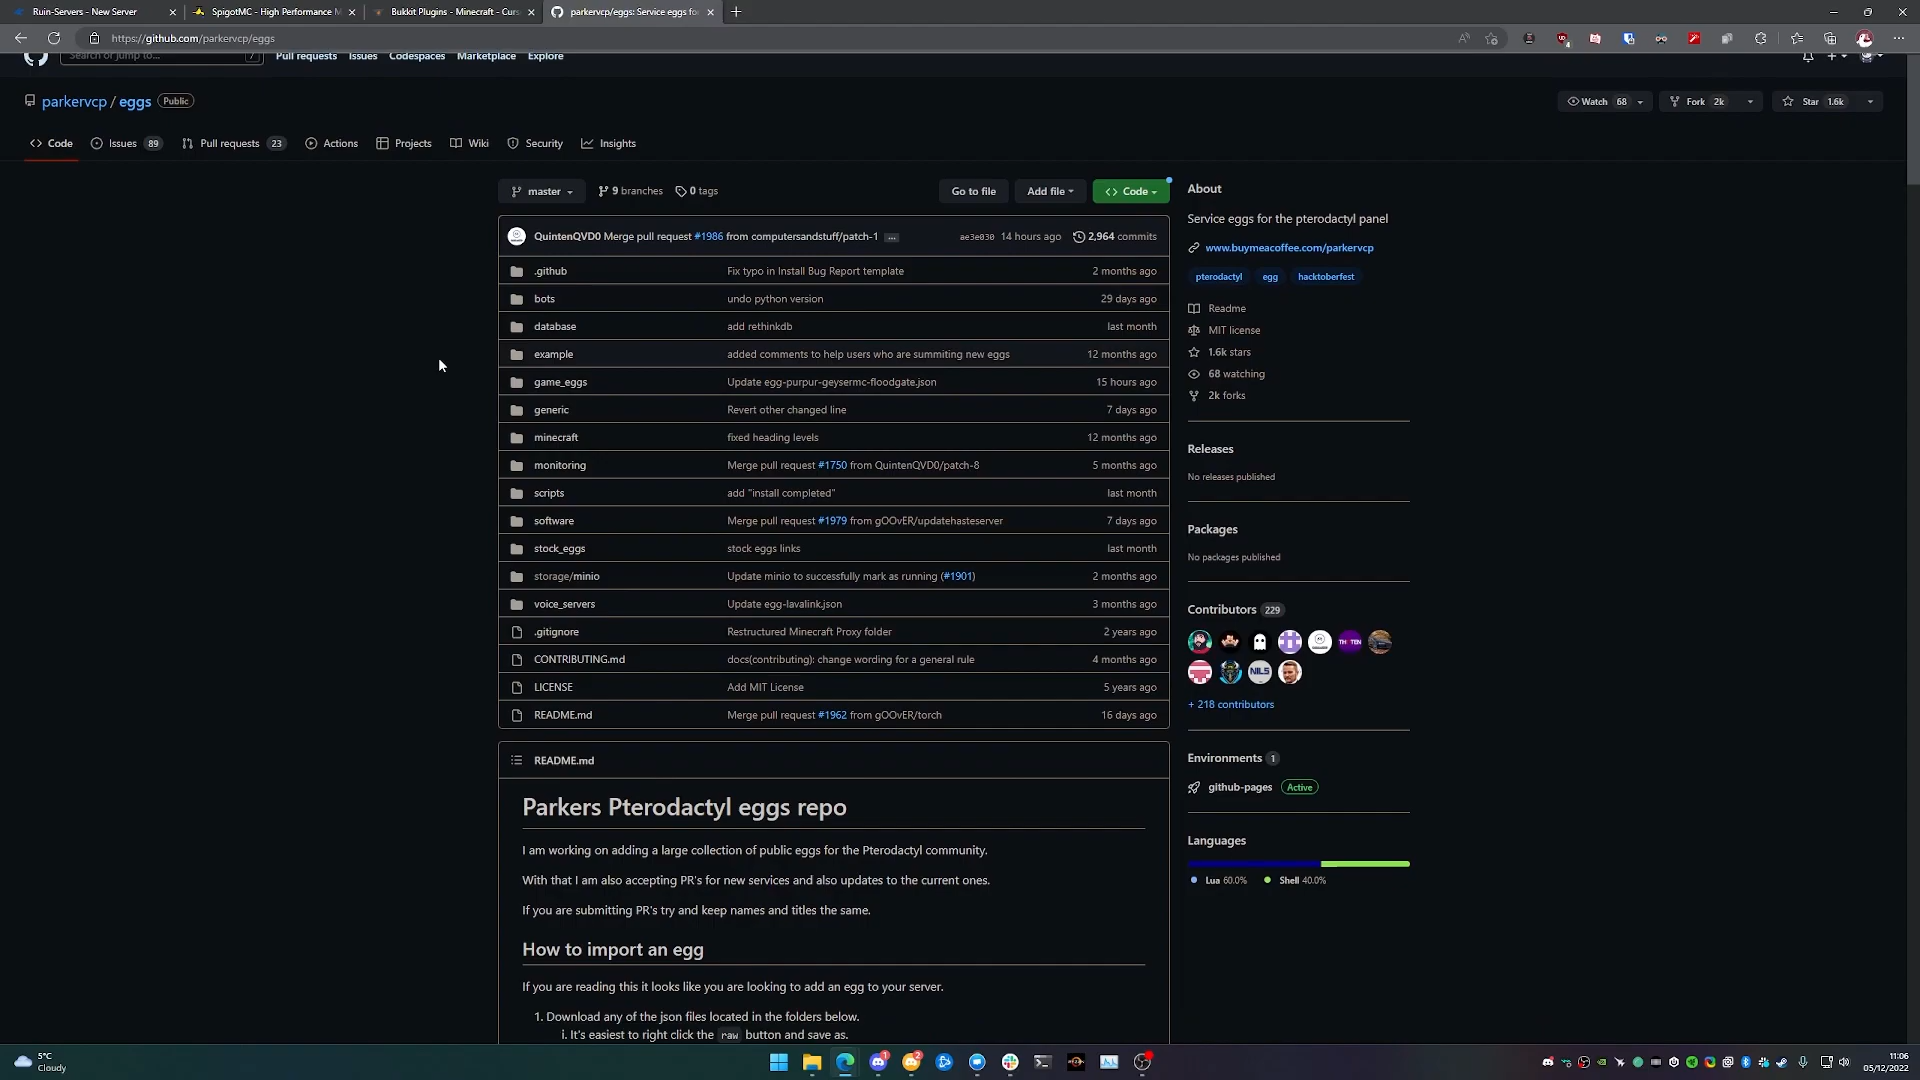 Ruin-Servers - New Server
SpigotMC - High Performance M
Bukkit Plugins - Minecraft - Curs
parkervcp/eggs: Service eggs fo
https://github.com/parkervcp/eggs
Search or jump to...
Pull requests
Issues
Codespaces
Marketplace
Explore
parkervcp / eggs
Public
Watch 68
Fork 2k
Star 1.6k
Code
Issues 89
Pull requests 23
Actions
Projects
Wiki
Security
Insights
master
9 branches
0 tags
Go to file
Add file
Code
QuintenQVD0 Merge pull request #1986 from computersandstuff/patch-1 ...
ae3e030 14 hours ago
2,964 commits
.github Fix typo in Install Bug Report template 2 months ago
bots undo python version 29 days ago
database add rethinkdb last month
example added comments to help users who are summiting new eggs 12 months ago
game_eggs Update egg-purpur-geysermc-floodgate.json 15 hours ago
generic Revert other changed line 7 days ago
minecraft fixed heading levels 12 months ago
monitoring Merge pull request #1750 from QuintenQVD0/patch-8 5 months ago
scripts add "install completed" last month
software Merge pull request #1979 from gOOvER/updatehasteserver 7 days ago
stock_eggs stock eggs links last month
storage/minio Update minio to successfully mark as running (#1901) 2 months ago
voice_servers Update egg-lavalink.json 3 months ago
.gitignore Restructured Minecraft Proxy folder 2 years ago
CONTRIBUTING.md docs(contributing): change wording for a general rule 4 months ago
LICENSE Add MIT License 5 years ago
README.md Merge pull request #1962 from gOOvER/torch 16 days ago
README.md
Parkers Pterodactyl eggs repo
I am working on adding a large collection of public eggs for the Pterodactyl community.
With that I am also accepting PR's for new services and also updates to the current ones.
If you are submitting PR's try and keep names and titles the same.
How to import an egg
If you are reading this it looks like you are looking to add an egg to your server.
1. Download any of the json files located in the folders below.
i. It's easiest to right click the raw button and save as.
About
Service eggs for the pterodactyl panel
www.buymeacoffee.com/parkervcp
pterodactyl egg hacktoberfest
Readme
MIT license
1.6k stars
68 watching
2k forks
Releases
No releases published
Packages
No packages published
Contributors 229
NILS
+ 218 contributors
Environments 1
github-pages Active
Languages
Lua 60.0% Shell 40.0%
5°C
Cloudy
11:06
05/12/2022